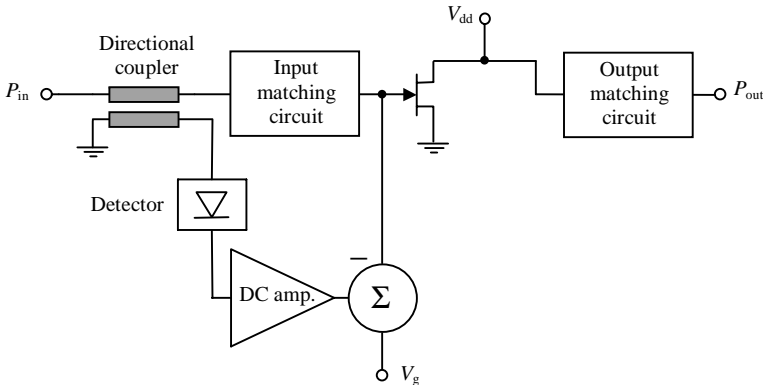 V_dd
Directional
coupler
P_in
Input
matching
circuit
Output
matching
circuit
P_out
Detector
DC amp.
−
Σ
V_g